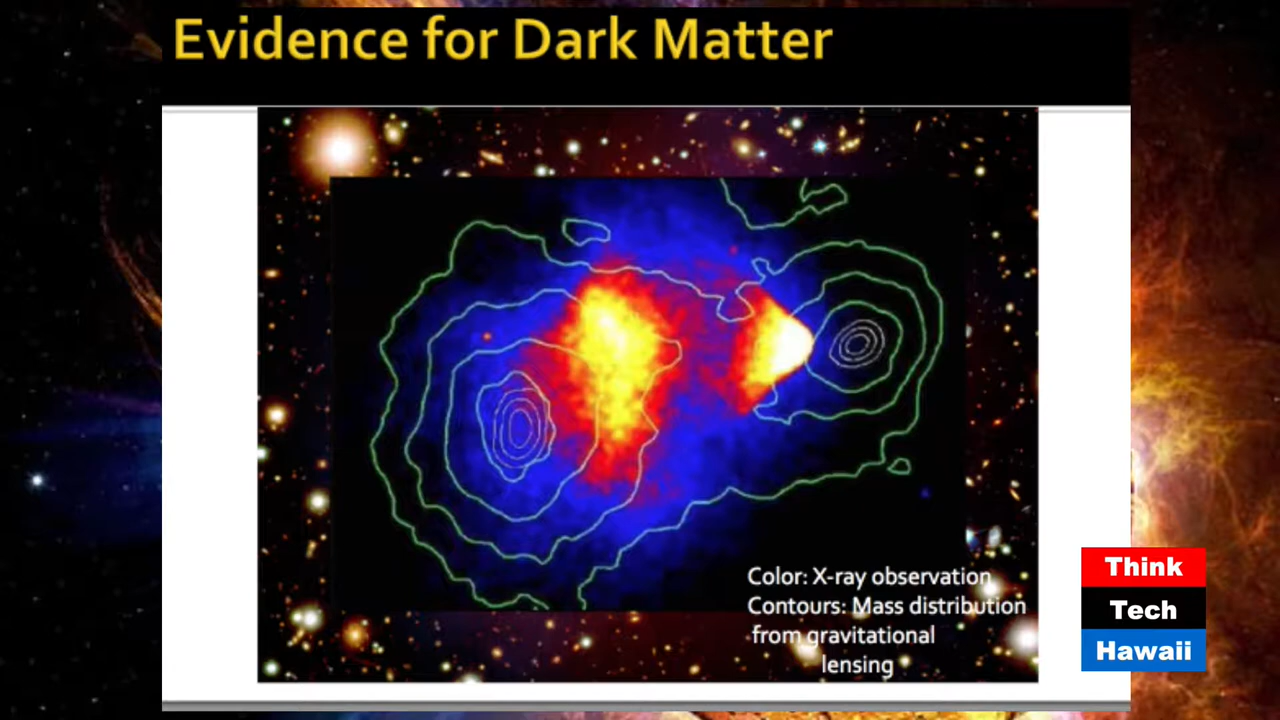 Evidence for Dark Matter
Color: X-ray observation
Contours: Mass distribution
from gravitational
lensing
Think
Tech
Hawaii